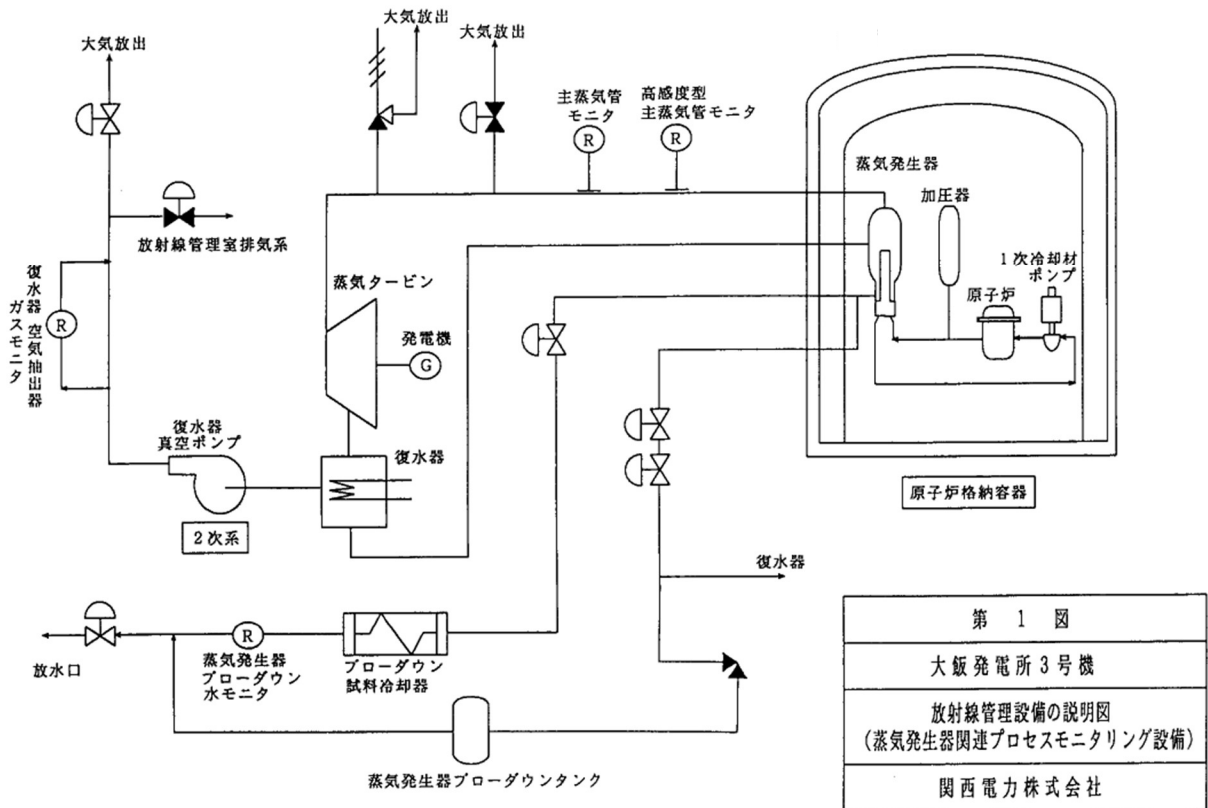 大気放出
大気放出
大気放出
主蒸気管
モニタ
R
高感度型
主蒸気管モニタ
R
蒸気発生器
加圧器
1次冷却材
ポンプ
原子炉
放射線管理室排気系
復水器 空気抽出器
ガスモニタ
R
蒸気タービン
発電機
G
復水器
真空ポンプ
復水器
2次系
原子炉格納容器
復水器
放水口
R
蒸気発生器
ブローダウン
水モニタ
ブローダウン
試料冷却器
蒸気発生器ブローダウンタンク
第 1 図
大飯発電所3号機
放射線管理設備の説明図
(蒸気発生器関連プロセスモニタリング設備)
関西電力株式会社